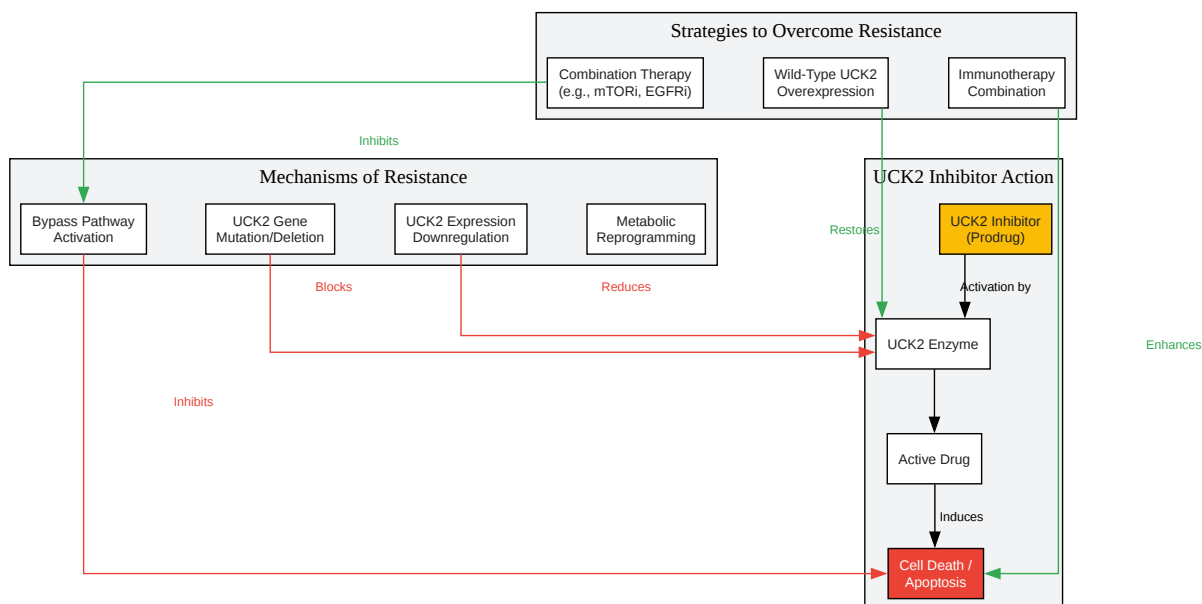 Strategies to Overcome Resistance
Combination Therapy
(e.g., mTORi, EGFRi)
Wild-Type UCK2
Overexpression
Immunotherapy
Combination
Inhibits
Mechanisms of Resistance
UCK2 Inhibitor Action
Bypass Pathway
Activation
UCK2 Gene
Mutation/Deletion
UCK2 Expression
Downregulation
Metabolic
Reprogramming
Restores
UCK2 Inhibitor
(Prodrug)
Blocks
Reduces
Activation by
UCK2 Enzyme
Enhances
Inhibits
Active Drug
Induces
Cell Death /
Apoptosis